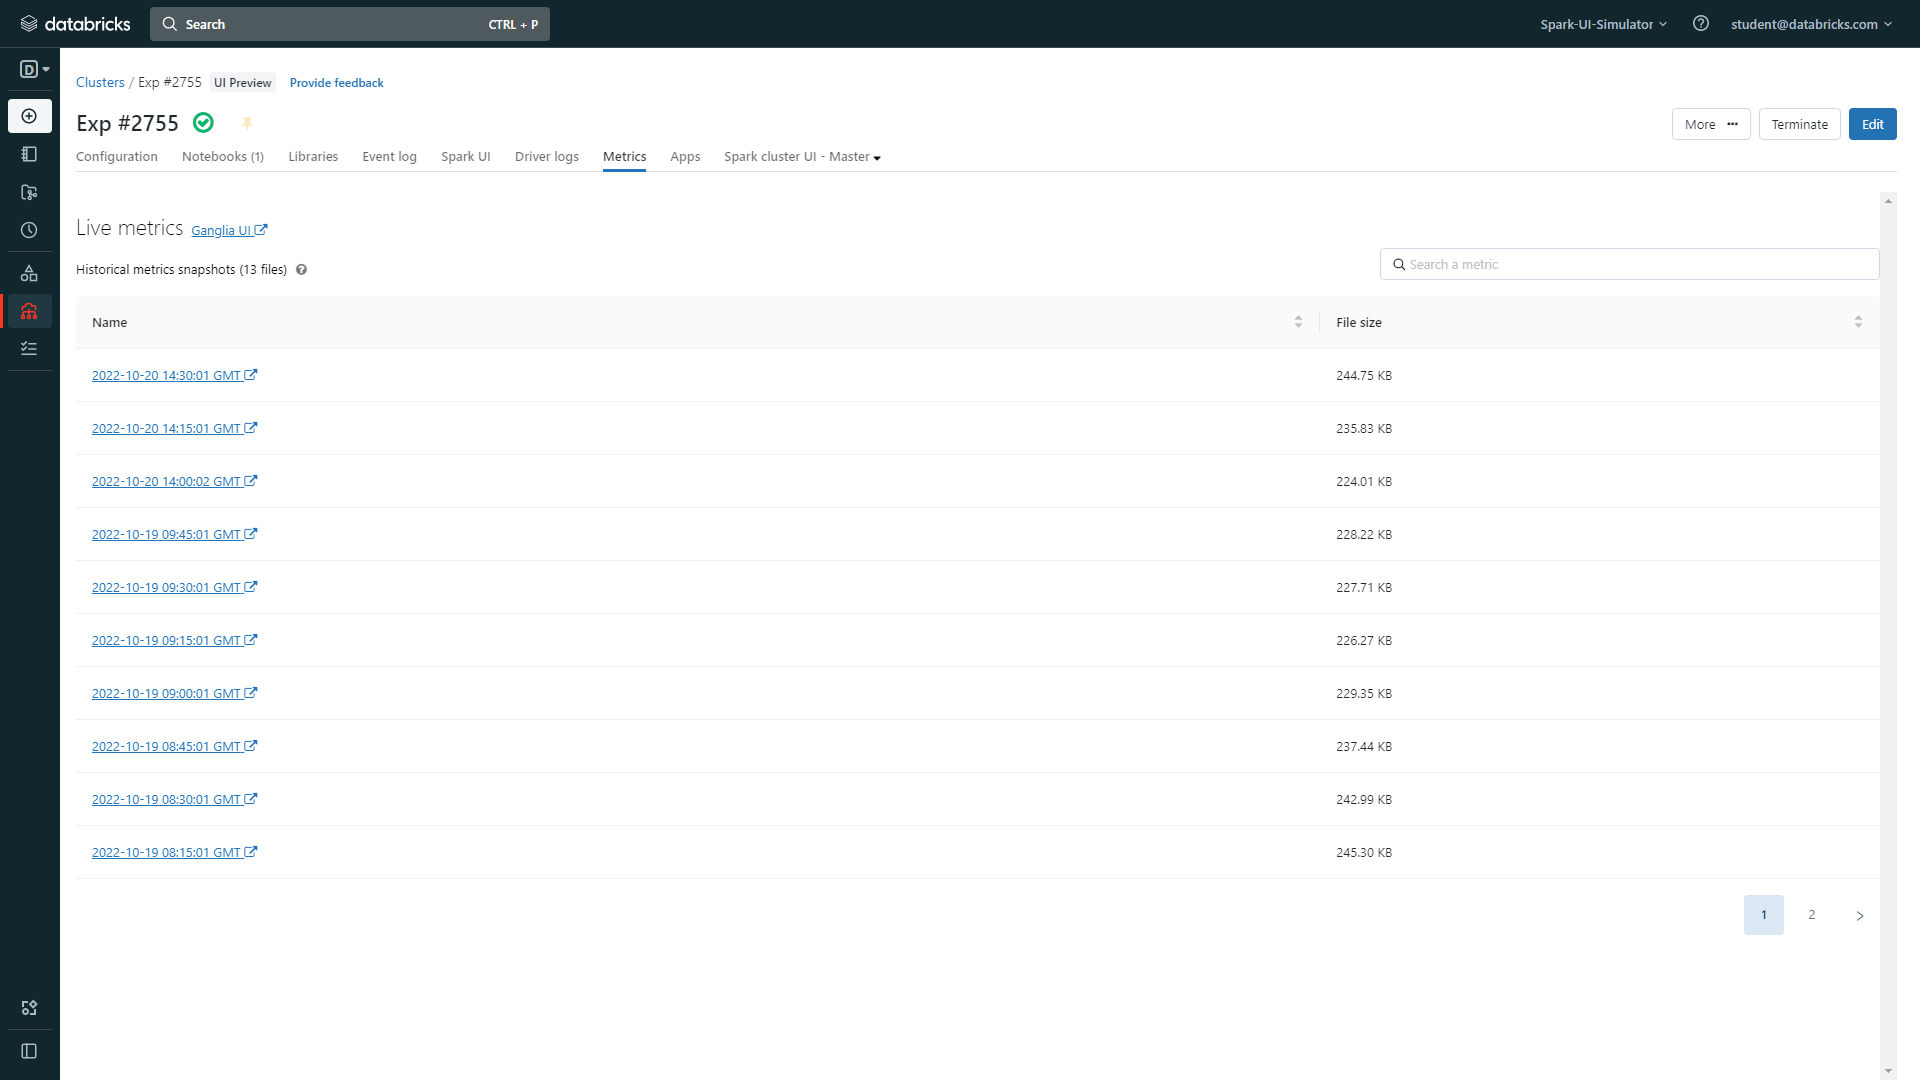 databricks
Search CTRL + P
Spark-UI-Simulator
student@databricks.com
D
Clusters / Exp #2755 UI Preview Provide feedback
Exp #2755
More ••• Terminate Edit
Configuration Notebooks (1) Libraries Event log Spark UI Driver logs Metrics Apps Spark cluster UI - Master
Live metrics Ganglia UI
Historical metrics snapshots (13 files)
Search a metric
Name File size
2022-10-20 14:30:01 GMT 244.75 KB
2022-10-20 14:15:01 GMT 235.83 KB
2022-10-20 14:00:02 GMT 224.01 KB
2022-10-19 09:45:01 GMT 228.22 KB
2022-10-19 09:30:01 GMT 227.71 KB
2022-10-19 09:15:01 GMT 226.27 KB
2022-10-19 09:00:01 GMT 229.35 KB
2022-10-19 08:45:01 GMT 237.44 KB
2022-10-19 08:30:01 GMT 242.99 KB
2022-10-19 08:15:01 GMT 245.30 KB
1 2 >